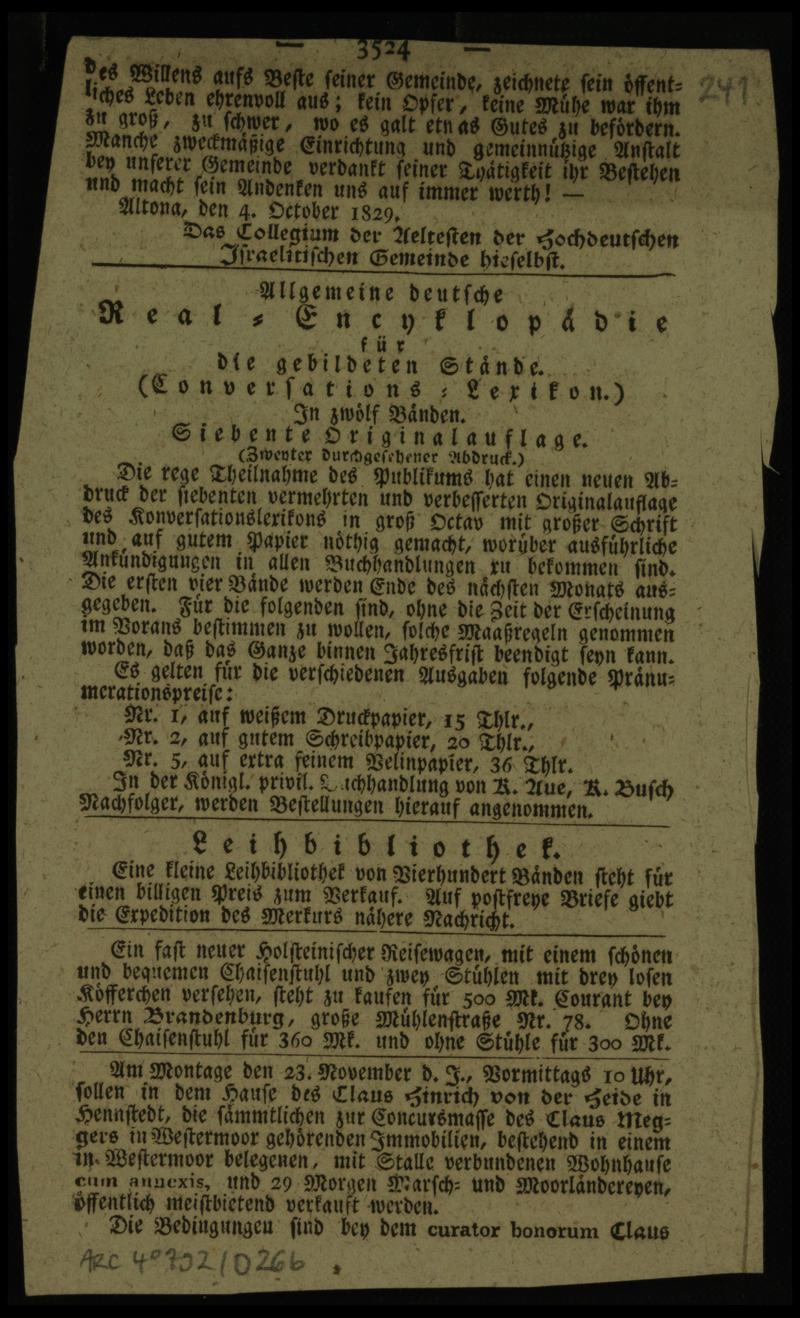 — 3524 —
241
des Willens aufs Beste seiner Gemeinde, zeichnete sein öffent-
liches Leben ehrenvoll aus; kein Opfer, keine Mühe war ihm
zu groß, zu schwer, wo es galt etnas Gutes zu befördern.
Manche zweckmäßige Einrichtung und gemeinnützige Anstalt
bey unserer Gemeinde verdankt seiner Thätigkeit ihr Bestehen
und macht sein Andenken uns auf immer werth! —
Altona, den 4. October 1829.
Das Collegium der Aeltesten der Hochdeutschen
Israelitischen Gemeinde hieselbst.
Allgemeine deutsche
Real-Encyklopädie
für
die gebildeten Stände.
(Conversations-Lexikon.)
In zwölf Bänden.
Siebente Originalauflage.
(Zweyter durchgesehener Abdruck.)
Die rege Theilnahme des Publikums hat einen neuen Ab-
druck der siebenten vermehrten und verbesserten Originalauflage
des Konversationslexikons in groß Octav mit großer Schrift
und auf gutem Papier nöthig gemacht, worüber ausführliche
Ankündigungen in allen Buchhandlungen zu bekommen sind.
Die ersten vier Bände werden Ende des nächsten Monats aus-
gegeben. Für die folgenden sind, ohne die Zeit der Erscheinung
im Voraus bestimmen zu wollen, solche Maaßregeln genommen
worden, daß das Ganze binnen Jahresfrist beendigt seyn kann.
Es gelten für die verschiedenen Ausgaben folgende Pränu-
merationspreise:
Nr. 1, auf weißem Druckpapier, 15 Thlr.,
Nr. 2, auf gutem Schreibpapier, 20 Thlr.,
Nr. 5, auf extra feinem Velinpapier, 36 Thlr.
In der Königl. privil. Buchhandlung von K. Aue, K. Busch
Nachfolger, werden Bestellungen hierauf angenommen.
Leihbibliothek.
Eine kleine Leihbibliothek von Vierhundert Bänden steht für
einen billigen Preis zum Verkauf. Auf postfreye Briefe giebt
die Expedition des Merkurs nähere Nachricht.
Ein fast neuer Holsteinischer Reisewagen, mit einem schönen
und bequemen Chaisenstuhl und zwey Stühlen mit drey losen
Köfferchen versehen, steht zu kaufen für 500 Mk. Courant bey
Herrn Brandenburg, große Mühlenstraße Nr. 78. Ohne
den Chaisenstuhl für 360 Mk. und ohne Stühle für 300 Mk.
Am Montage den 23. November d. J., Vormittags 10 Uhr,
sollen in dem Hause des Claus Hinrich von der Heide in
Hennstedt, die sämmtlichen zur Concursmasse des Claus Meg-
gers in Westermoor gehörenden Immobilien, bestehend in einem
in Westermoor belegenen, mit Stalle verbundenen Wohnhause
cum annexis, und 29 Morgen Marsch- und Moorländereyen,
öffentlich meistbietend verkauft werden.
Die Bedingungen sind bey dem curator bonorum Claus
ARC 4°792/D266